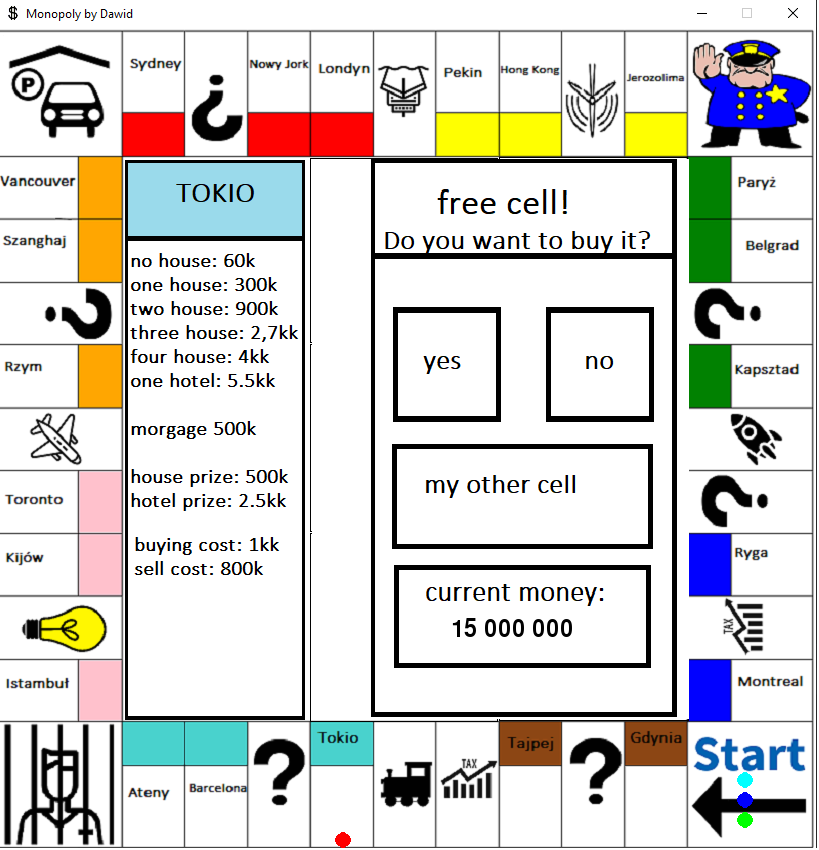 $ Monopoly by Dawid
P
Sydney
¿
Nowy Jork
Londyn
Pekin
Hong Kong
Jerozolima
Vancouver
Szanghaj
?
Rzym
Toronto
Kijów
Istambuł
TOKIO
no house: 60k
one house: 300k
two house: 900k
three house: 2,7kk
four house: 4kk
one hotel: 5.5kk
morgage 500k
house prize: 500k
hotel prize: 2.5kk
buying cost: 1kk
sell cost: 800k
free cell!
Do you want to buy it?
yes
no
my other cell
current money:
15 000 000
Paryż
Belgrad
?
Kapsztad
?
Ryga
TAX
Montreal
Ateny
Barcelona
?
Tokio
TAX
Tajpej
?
Gdynia
Start